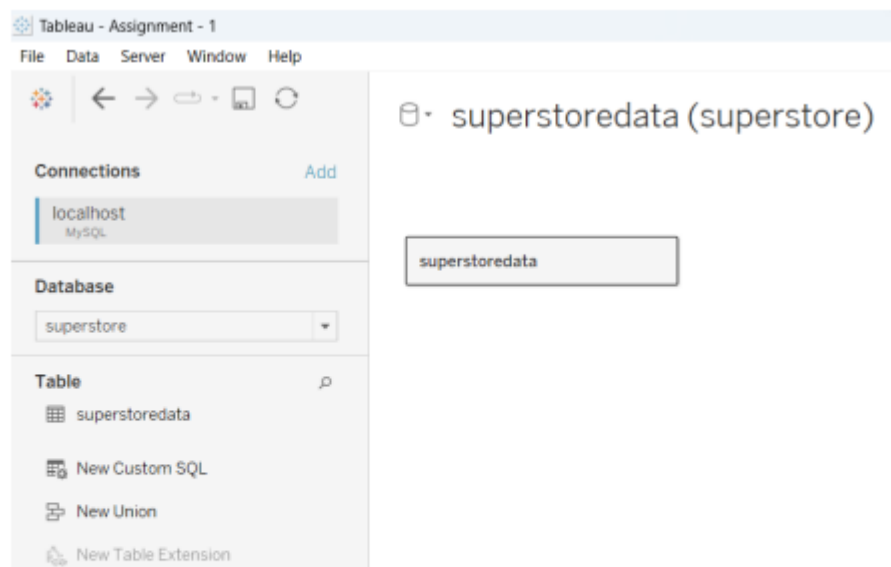 Tableau - Assignment - 1
File Data Server Window Help
superstoredata (superstore)
Connections Add
localhost
MySQL
superstoredata
Database
superstore
Table
superstoredata
New Custom SQL
New Union
New Table Extension